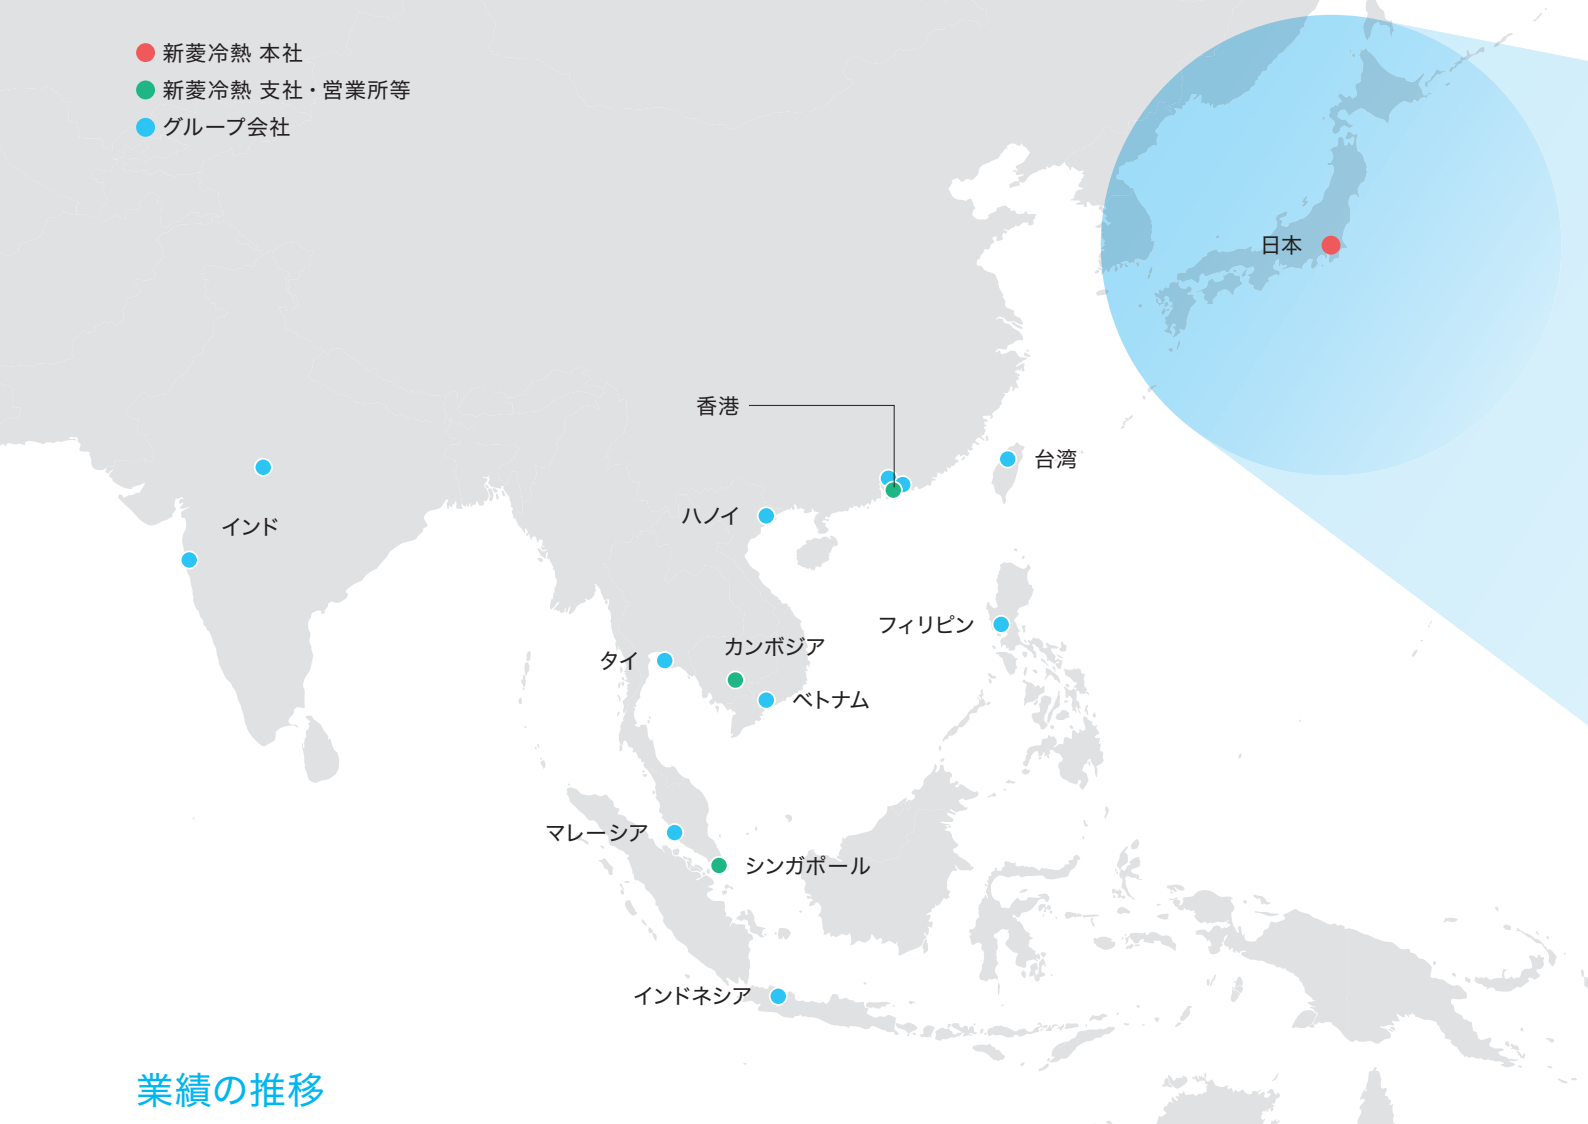 新菱冷熱 本社
新菱冷熱 支社・営業所等
グループ会社
日本
香港
台湾
ハノイ
インド
フィリピン
カンボジア
タイ
ベトナム
マレーシア
シンガポール
インドネシア
業績の推移